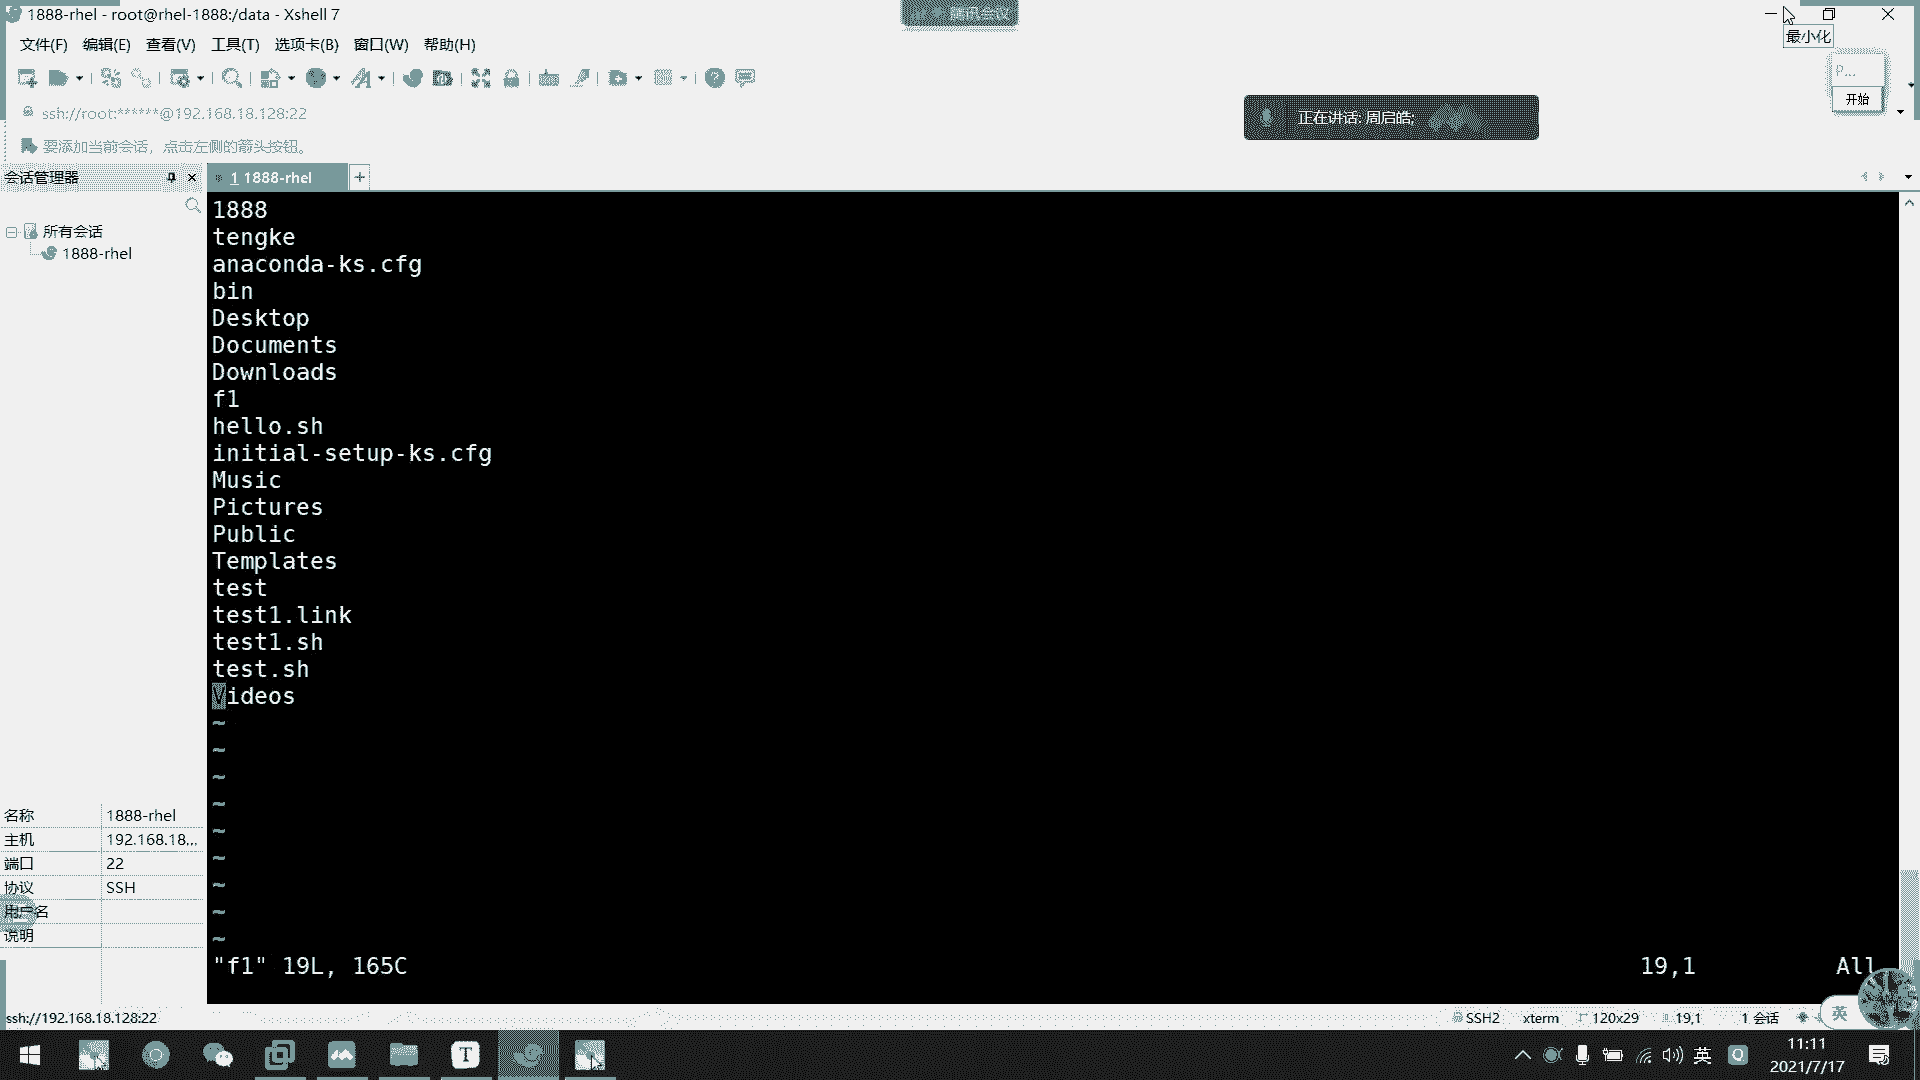 1888-rhel - root@rhel-1888:/data - Xshell 7
腾讯会议
最小化
文件(F) 编辑(E) 查看(V) 工具(T) 选项卡(B) 窗口(W) 帮助(H)
P...
开始
ssh://root:******@192.168.18.128:22
正在讲话: 周启皓;
要添加当前会话，点击左侧的箭头按钮。
会话管理器
1 1888-rhel
所有会话
1888-rhel
1888
tengke
anaconda-ks.cfg
bin
Desktop
Documents
Downloads
f1
hello.sh
initial-setup-ks.cfg
Music
Pictures
Public
Templates
test
test1.link
test1.sh
test.sh
Videos
~
~
~
~
~
~
~
~
~
"f1" 19L, 165C 19,1 All
名称 1888-rhel
主机 192.168.18...
端口 22
协议 SSH
用户名
说明
ssh://192.168.18.128:22 SSH2 xterm 120x29 19,1 1 会话
英
T
英
11:11
2021/7/17